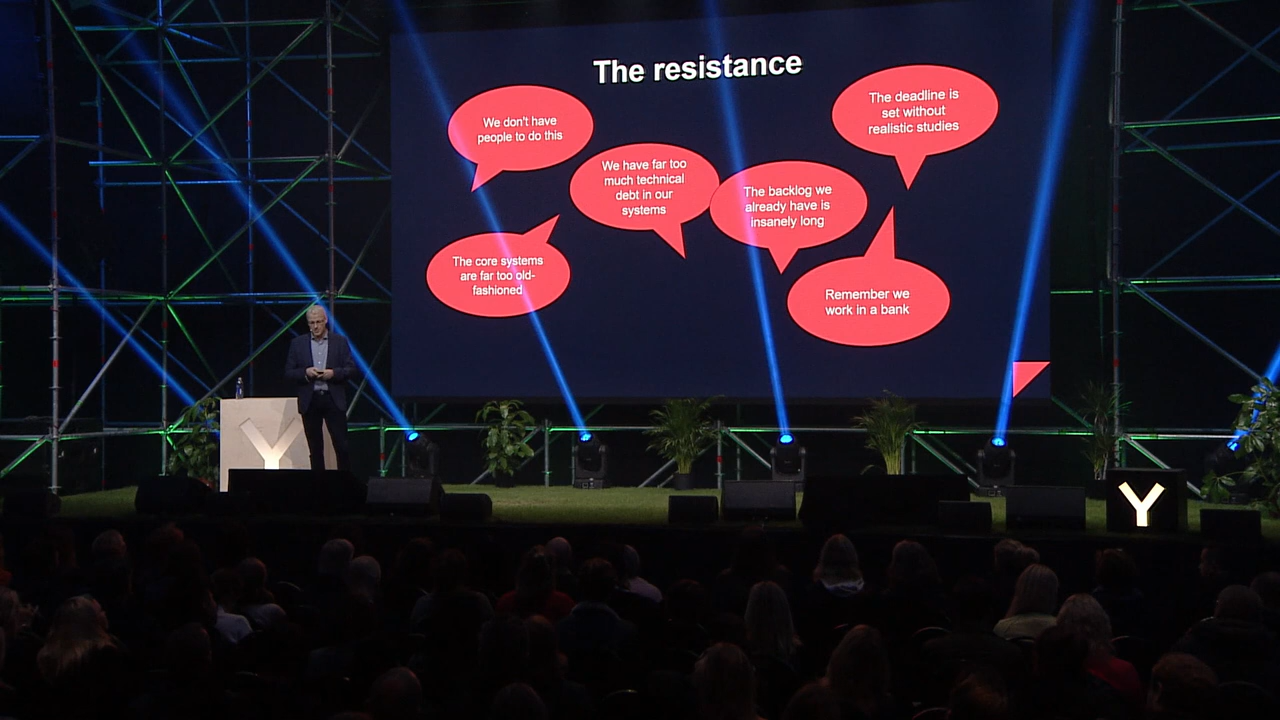 The resistance
We don't have
people to do this
We have far too
much technical
debt in our
systems
The backlog we
already have is
insanely long
The deadline is
set without
realistic studies
The core systems
are far too old-
fashioned
Remember we
work in a bank
Y
Y